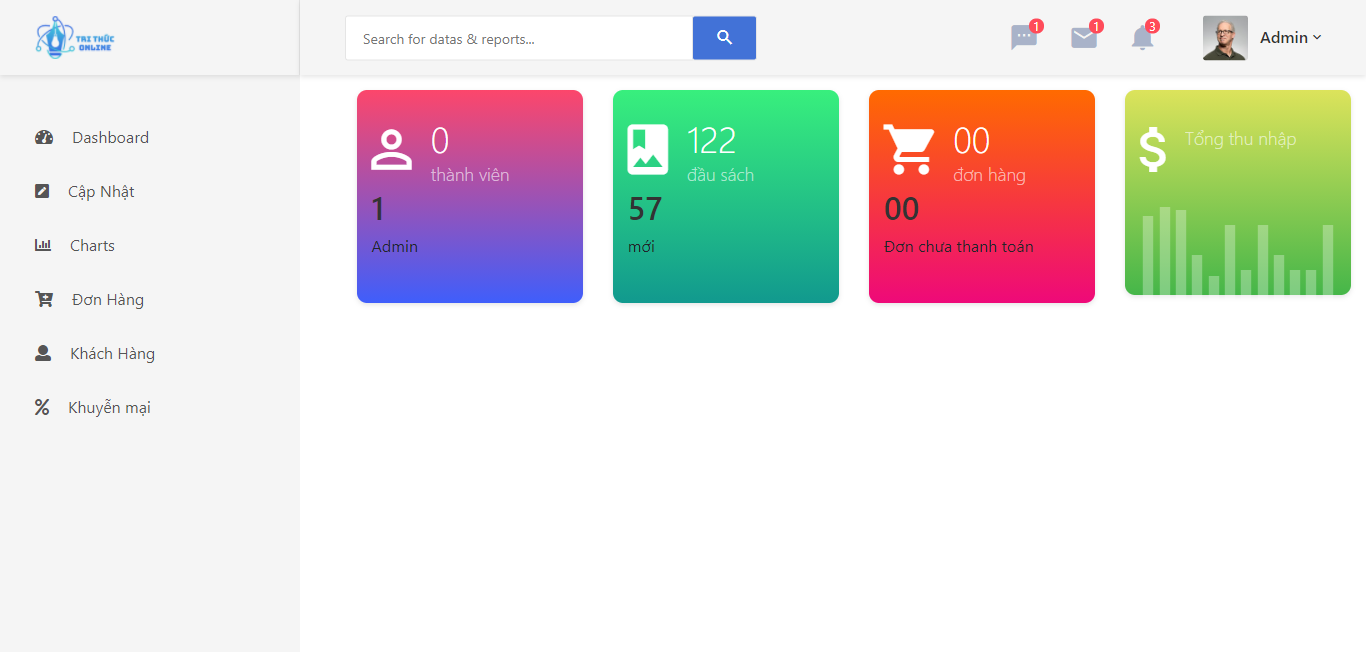 TRI THỨC
ONLINE
Search for datas & reports...
1
1
3
Admin
Dashboard
Cập Nhật
Charts
Đơn Hàng
Khách Hàng
Khuyễn mại
0
thành viên
1
Admin
122
đầu sách
57
mới
00
đơn hàng
00
Đơn chưa thanh toán
Tổng thu nhập